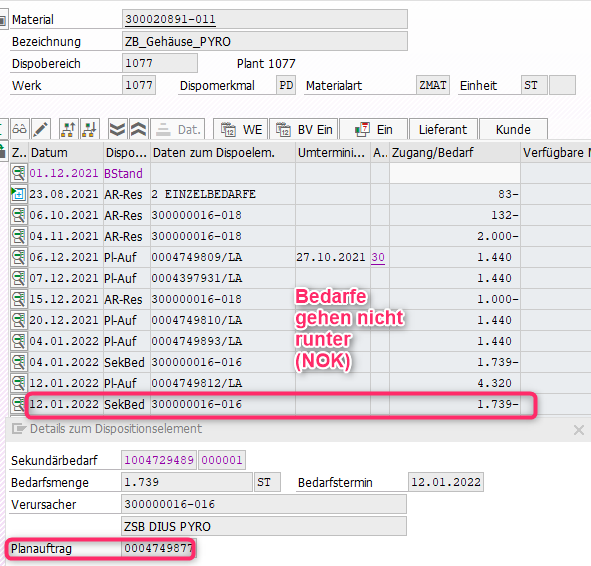 Material 300020891-011
Bezeichnung ZB_Gehäuse_PYRO
Dispobereich 1077 Plant 1077
Werk 1077 Dispomerkmal PD Materialart ZMAT Einheit ST
Dat. WE BV Ein Ein Lieferant Kunde
Z.. Datum Dispo... Daten zum Dispoelem. Umtermini... A.. Zugang/Bedarf Verfügbare M
01.12.2021 BStand
23.08.2021 AR-Res 2 EINZELBEDARFE 83-
06.10.2021 AR-Res 300000016-018 132-
04.11.2021 AR-Res 300000016-018 2.000-
06.12.2021 Pl-Auf 0004749809/LA 27.10.2021 30 1.440
07.12.2021 Pl-Auf 0004397931/LA 1.440
15.12.2021 AR-Res 300000016-018 1.000-
20.12.2021 Pl-Auf 0004749810/LA 1.440
04.01.2022 Pl-Auf 0004749893/LA 1.440
04.01.2022 SekBed 300000016-016 1.739-
12.01.2022 Pl-Auf 0004749812/LA 4.320
12.01.2022 SekBed 300000016-016 1.739-
Bedarfe
gehen nicht
runter
(NOK)
Details zum Dispositionselement
Sekundärbedarf 1004729489 000001
Bedarfsmenge 1.739 ST Bedarfstermin 12.01.2022
Verursacher 300000016-016
ZSB DIUS PYRO
Planauftrag 0004749877